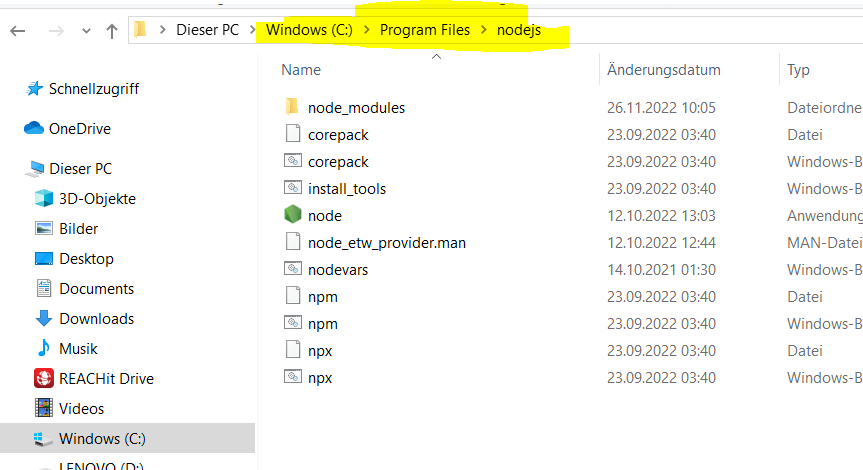 Dieser PC > Windows (C:) > Program Files > nodejs
Name Änderungsdatum Typ
Schnellzugriff
OneDrive
Dieser PC
3D-Objekte
Bilder
Desktop
Documents
Downloads
Musik
REACHit Drive
Videos
Windows (C:)
LENOVO (D:)
node_modules 26.11.2022 10:05 Dateiordne
corepack 23.09.2022 03:40 Datei
corepack 23.09.2022 03:40 Windows-B
install_tools 23.09.2022 03:40 Windows-B
node 12.10.2022 13:03 Anwendung
node_etw_provider.man 12.10.2022 12:44 MAN-Datei
nodevars 14.10.2021 01:30 Windows-B
npm 23.09.2022 03:40 Datei
npm 23.09.2022 03:40 Windows-B
npx 23.09.2022 03:40 Datei
npx 23.09.2022 03:40 Windows-B